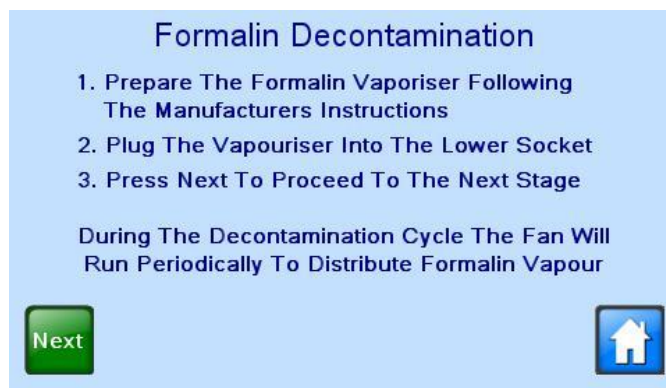 Formalin Decontamination
1. Prepare The Formalin Vaporiser Following
The Manufacturers Instructions
2. Plug The Vapouriser Into The Lower Socket
3. Press Next To Proceed To The Next Stage
During The Decontamination Cycle The Fan Will
Run Periodically To Distribute Formalin Vapour
Next